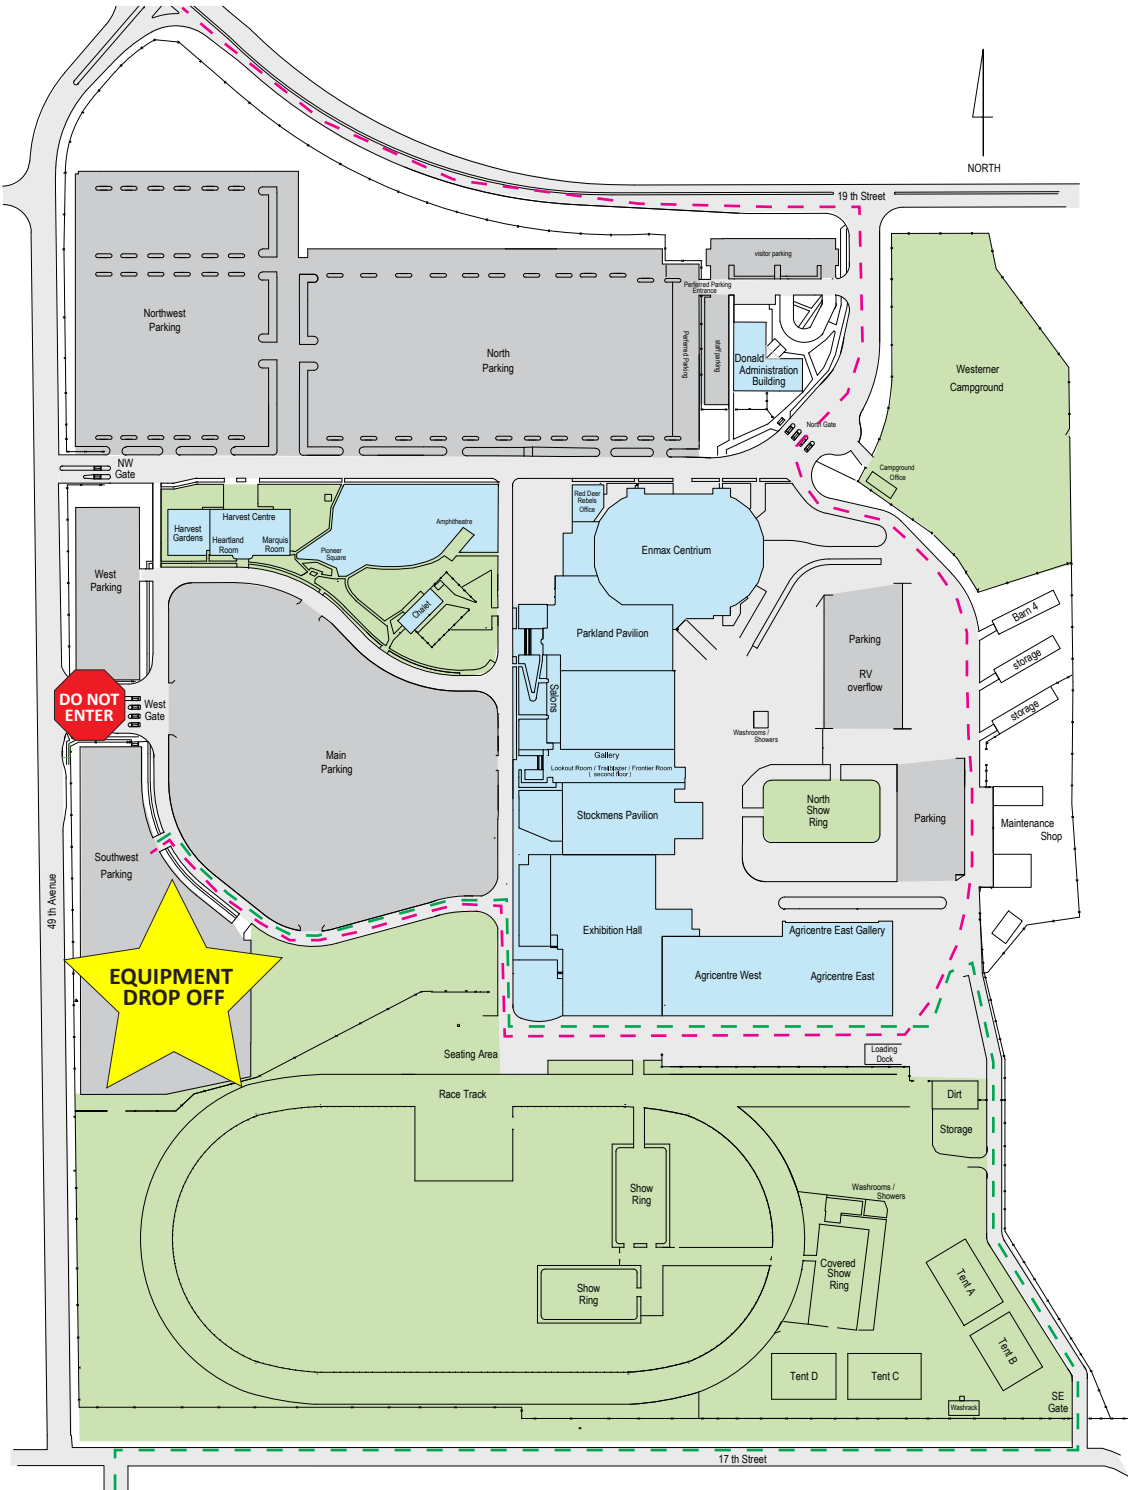 NORTH
19 th Street
visitor parking
Perferred Parking
Entrance
Northwest
Parking
North
Parking
Perferred Parking
staff parking
Donald
Administration
Building
Westerner
Campground
North Gate
NW
Gate
Campground
Office
Red Deer
Rebels
Office
Harvest
Gardens
Harvest Centre
Heartland
Room
Marquis
Room
Pioneer
Square
Amphitheatre
Enmax Centrium
West
Parking
Chalet
Barn 4
Parkland Pavilion
Parking
RV
overflow
storage
storage
Salons
DO NOT
ENTER
West
Gate
Washrooms /
Showers
Main
Parking
Gallery
Lookout Room / Trailblazer / Frontier Room
( second floor )
North
Show
Ring
Stockmens Pavilion
Parking
Maintenance
Shop
Southwest
Parking
49 th Avenue
Exhibition Hall
Agricentre East Gallery
EQUIPMENT
DROP OFF
Agricentre West
Agricentre East
Seating Area
Loading
Dock
Race Track
Dirt
Storage
Show
Ring
Washrooms /
Showers
Covered
Show
Ring
Show
Ring
Tent A
Tent B
Tent D
Tent C
SE
Gate
Washrack
17 th Street